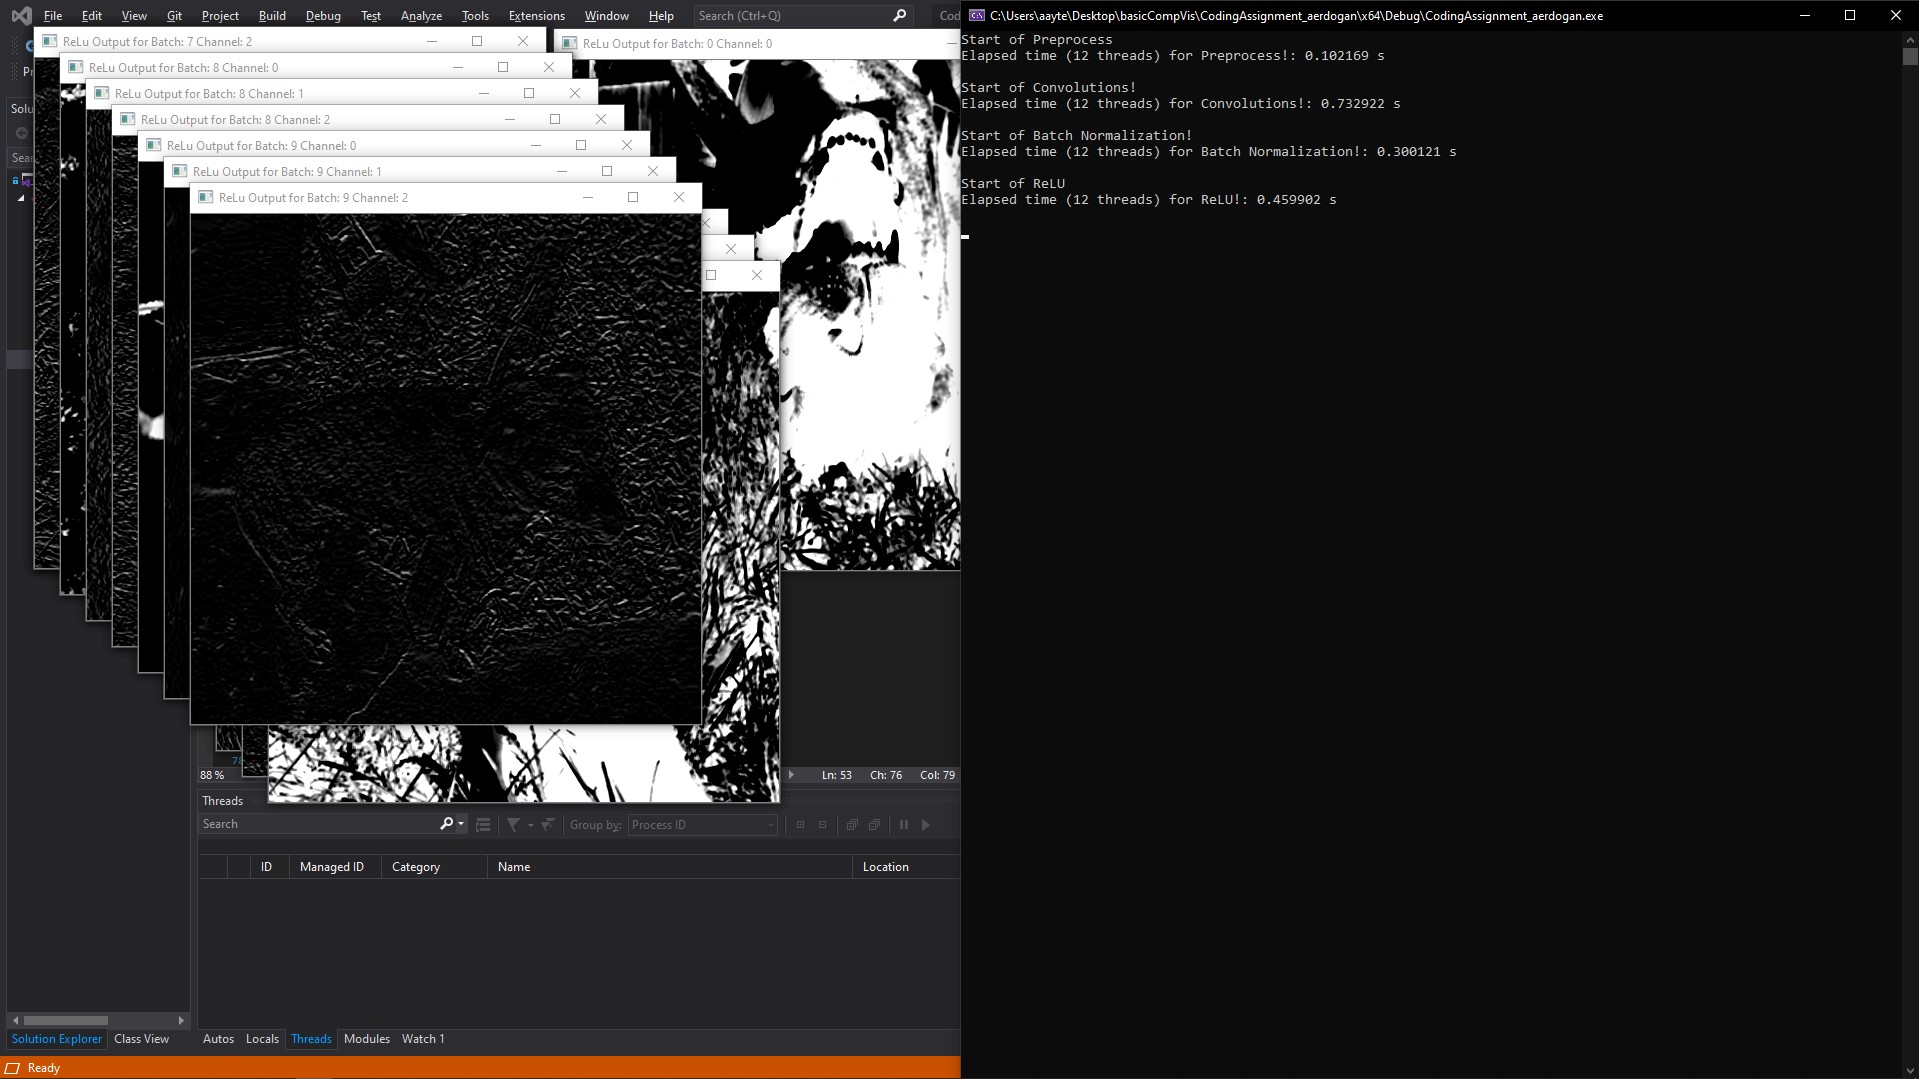 File Edit View Git Project Build Debug Test Analyze Tools Extensions Window Help Search (Ctrl+Q) Cod
ReLu Output for Batch: 7 Channel: 2
ReLu Output for Batch: 0 Channel: 0
ReLu Output for Batch: 8 Channel: 0
ReLu Output for Batch: 8 Channel: 1
ReLu Output for Batch: 8 Channel: 2
ReLu Output for Batch: 9 Channel: 0
ReLu Output for Batch: 9 Channel: 1
ReLu Output for Batch: 9 Channel: 2
Pr
Solu
Sear
88 %
Ln: 53 Ch: 76 Col: 79
Threads
Search
Group by: Process ID
ID Managed ID Category Name Location
Solution Explorer Class View
Autos Locals Threads Modules Watch 1
Ready
C:\Users\aayte\Desktop\basicCompVis\CodingAssignment_aerdogan\x64\Debug\CodingAssignment_aerdogan.exe
Start of Preprocess
Elapsed time (12 threads) for Preprocess!: 0.102169 s
Start of Convolutions!
Elapsed time (12 threads) for Convolutions!: 0.732922 s
Start of Batch Normalization!
Elapsed time (12 threads) for Batch Normalization!: 0.300121 s
Start of ReLU
Elapsed time (12 threads) for ReLU!: 0.459902 s